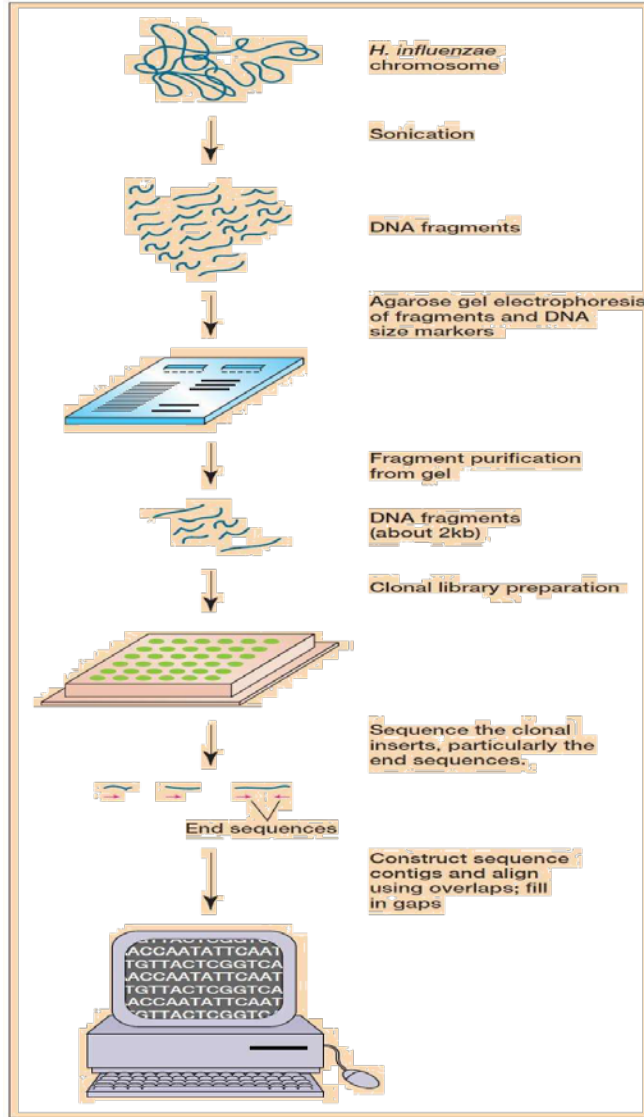 H. influenzae
chromosome
Sonication
DNA fragments
Agarose gel electrophoresis
of fragments and DNA
size markers
Fragment purification
from gel
DNA fragments
(about 2kb)
Clonal library preparation
Sequence the clonal
inserts, particularly the
end sequences.
End sequences
Construct sequence
contigs and align
using overlaps; fill
in gaps
TGTTACTCGGTCA
ACCAATATTCAAT
TGTTACTCGGTCA
ACCAATATTCAAT
TGTTACTCGGTCA
ACCAATATTCAAT
GTTACTCGGTC